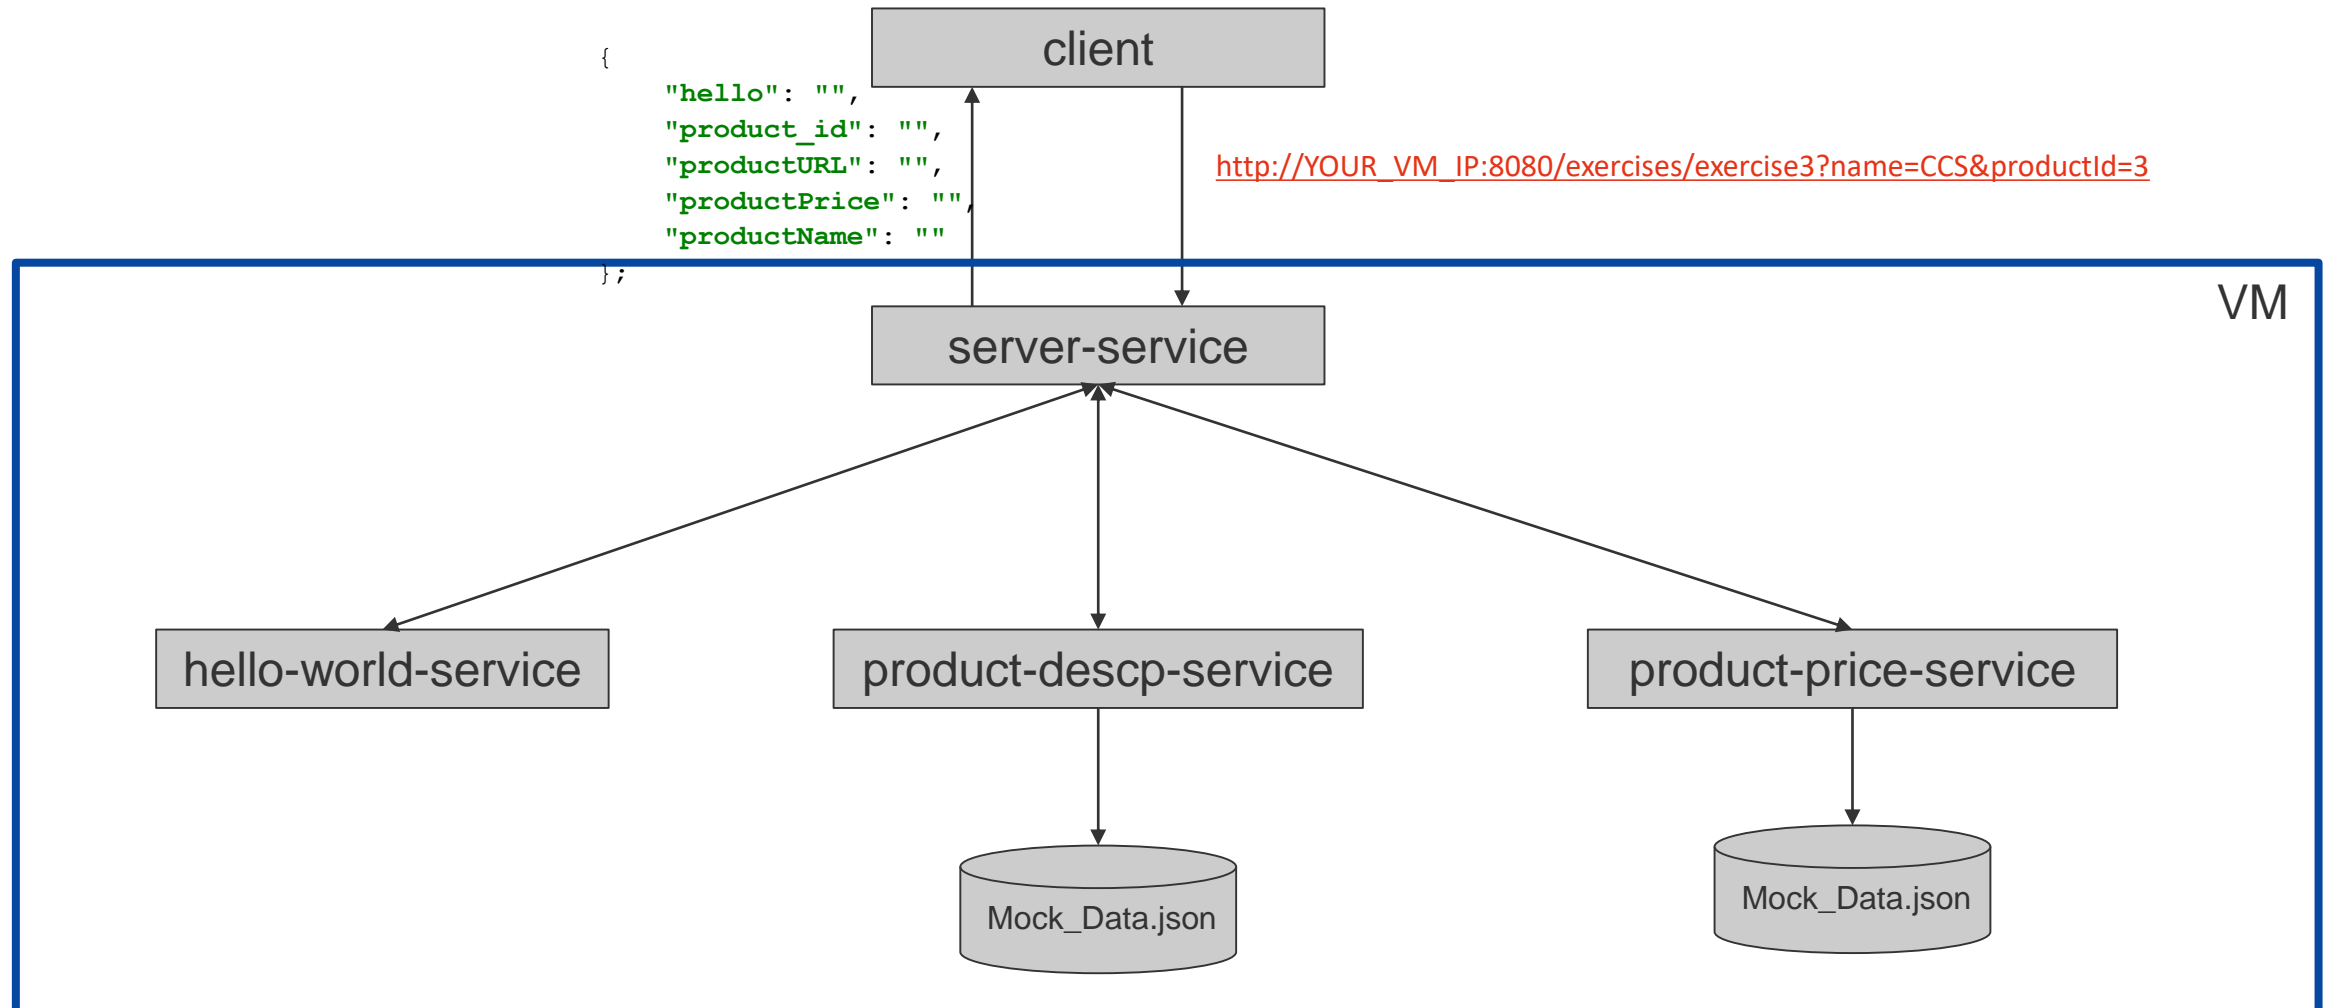 client
{
"hello": "",
"product_id": "",
"productURL": "",
"productPrice": "",
"productName": ""
};
http://YOUR_VM_IP:8080/exercises/exercise3?name=CCS&productId=3
VM
server-service
hello-world-service
product-descp-service
product-price-service
Mock_Data.json
Mock_Data.json